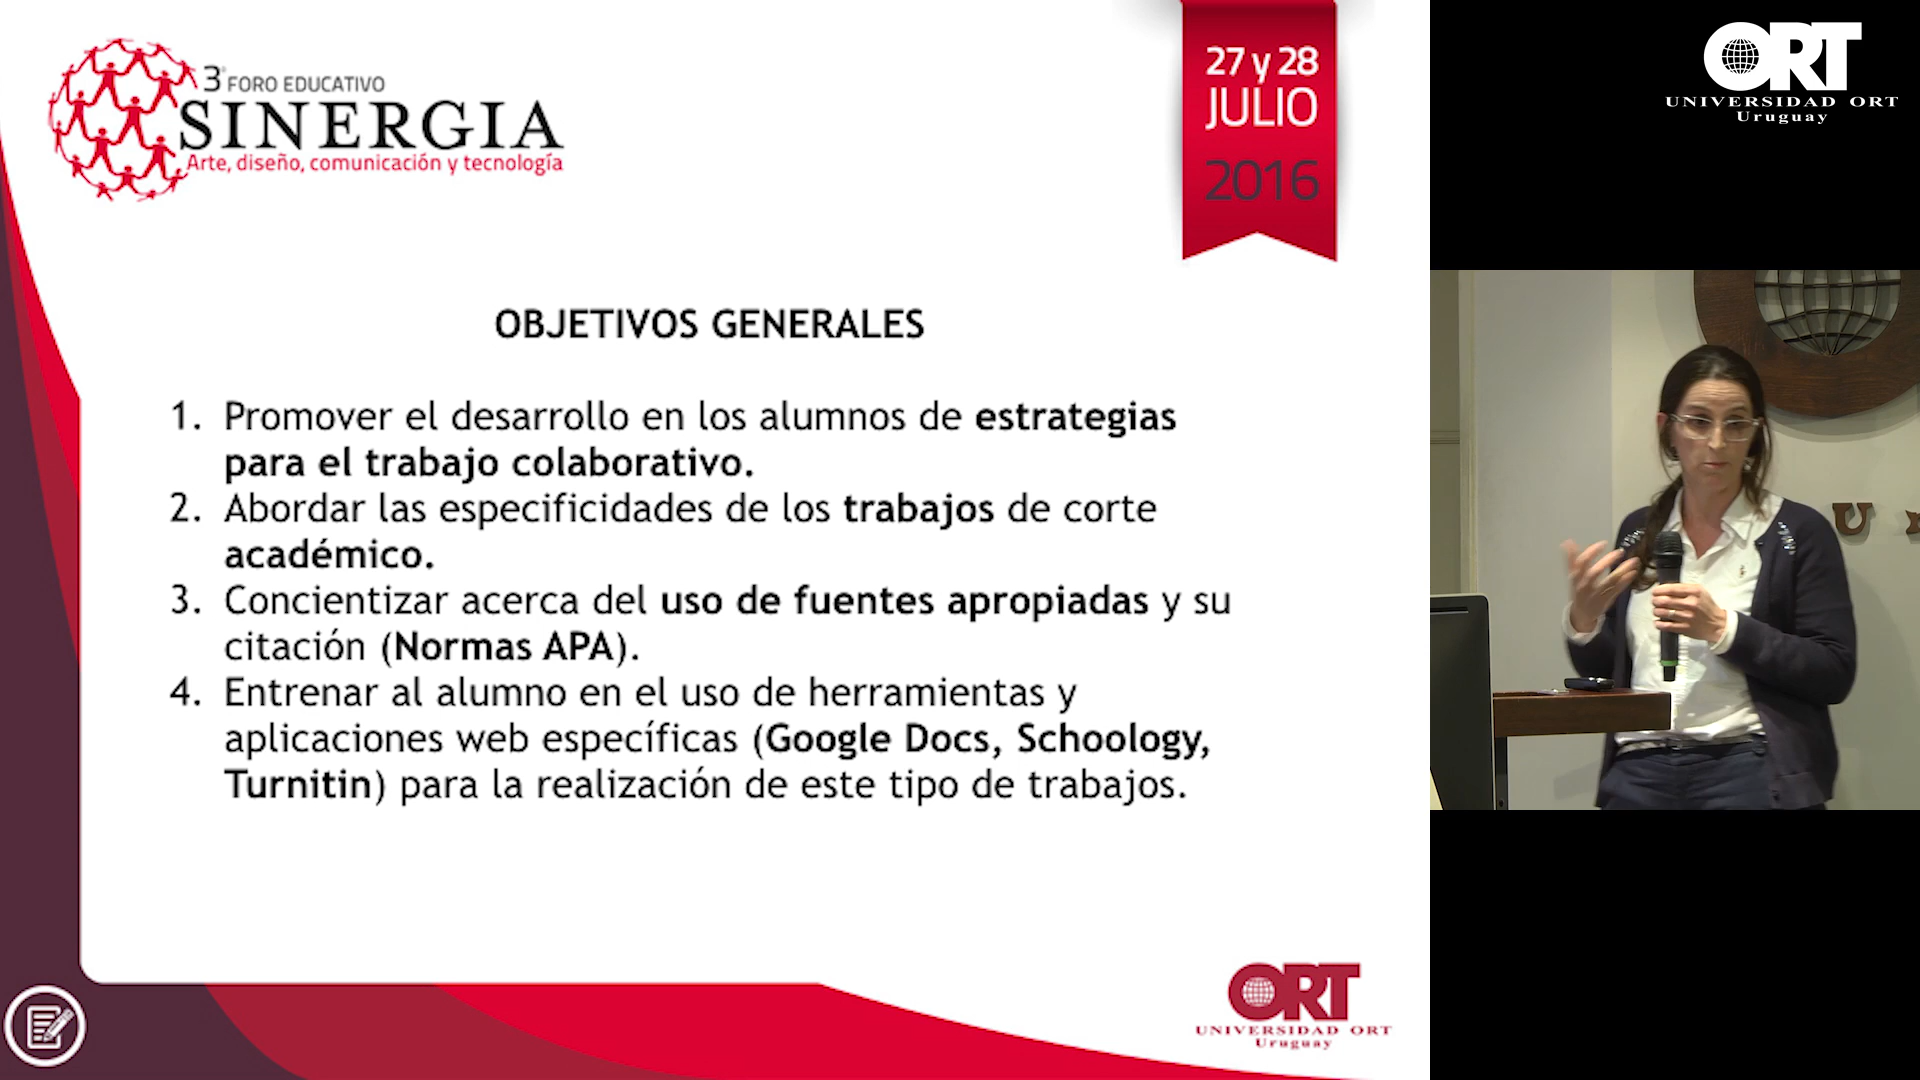 3° FORO EDUCATIVO
SINERGIA
Arte, diseño, comunicación y tecnología
27 y 28
JULIO
2016
ORT
UNIVERSIDAD ORT
Uruguay
OBJETIVOS GENERALES
1. Promover el desarrollo en los alumnos de estrategias
para el trabajo colaborativo.
2. Abordar las especificidades de los trabajos de corte
académico.
3. Concientizar acerca del uso de fuentes apropiadas y su
citación (Normas APA).
4. Entrenar al alumno en el uso de herramientas y
aplicaciones web específicas (Google Docs, Schoology,
Turnitin) para la realización de este tipo de trabajos.
U
ORT
UNIVERSIDAD ORT
Uruguay